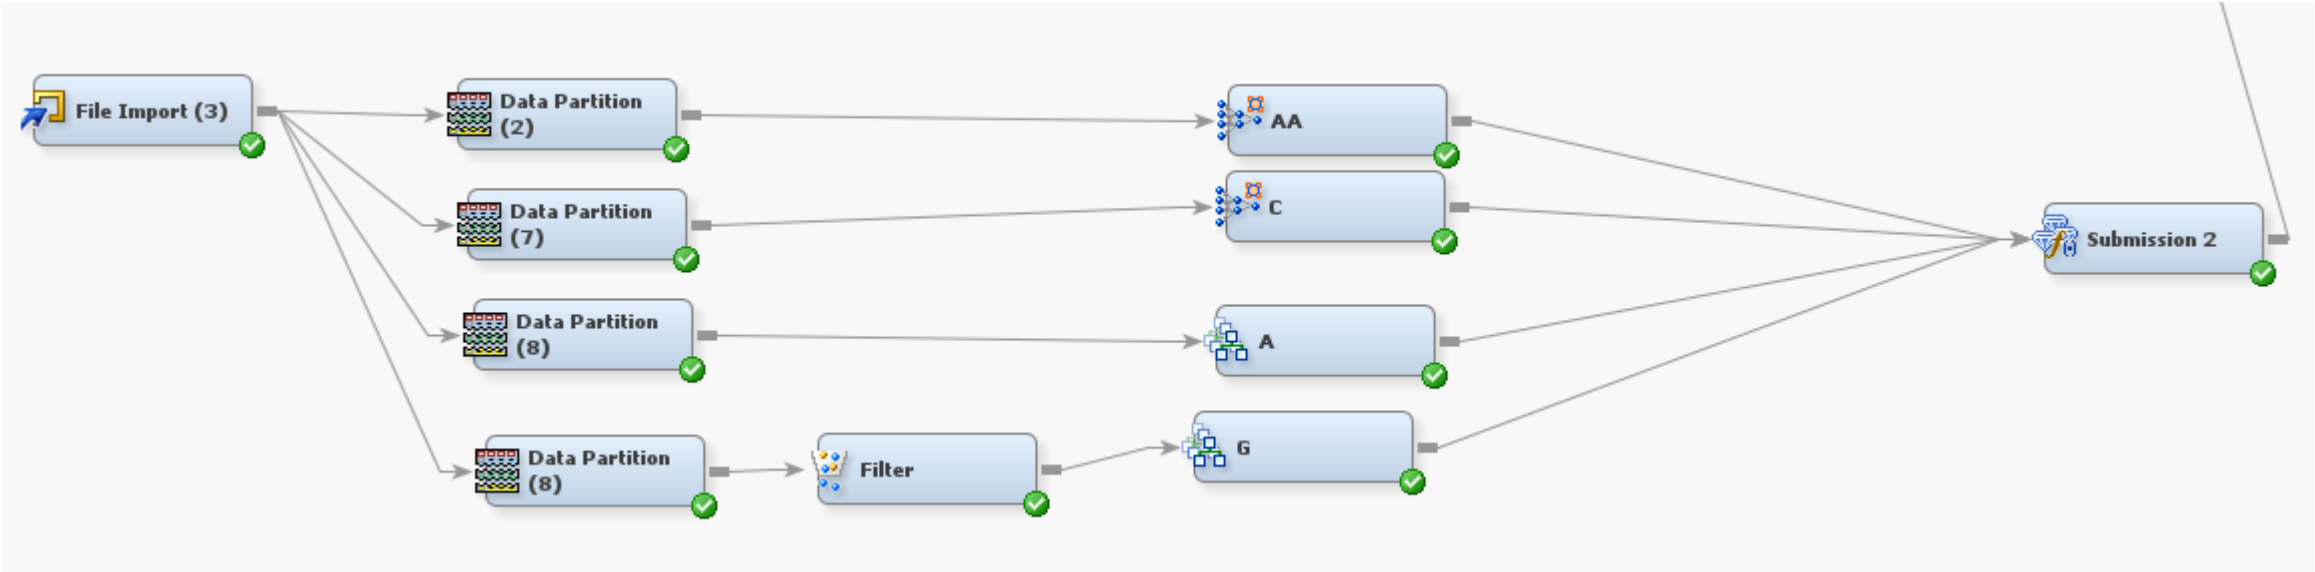 File Import (3)
Data Partition
(2)
AA
Data Partition
(7)
C
Submission 2
Data Partition
(8)
A
Data Partition
(8)
Filter
G